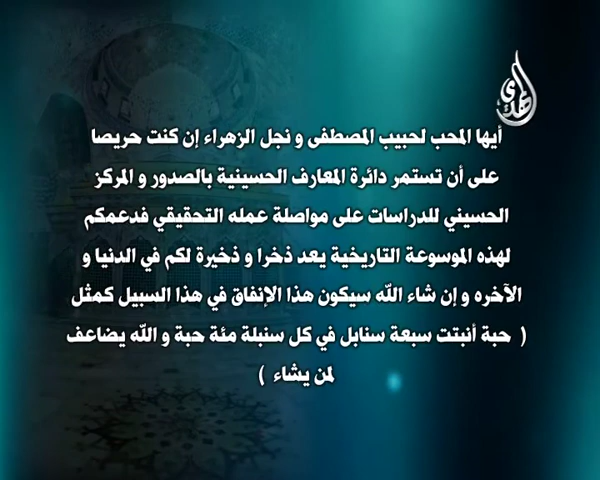 الهدى
أيها المحب لحبيب المصطفى و نجل الزهراء إن كنت حريصا
على أن تستمر دائرة المعارف الحسينية بالصدور و المركز
الحسيني للدراسات على مواصلة عمله التحقيقي فدعمكم
لهذه الموسوعة التاريخية يعد ذخرا و ذخيرة لكم في الدنيا و
الآخره و إن شاء الله سيكون هذا الإنفاق في هذا السبيل كمثل
( حبة أنبتت سبعة سنابل في كل سنبلة مئة حبة و الله يضاعف
لمن يشاء )